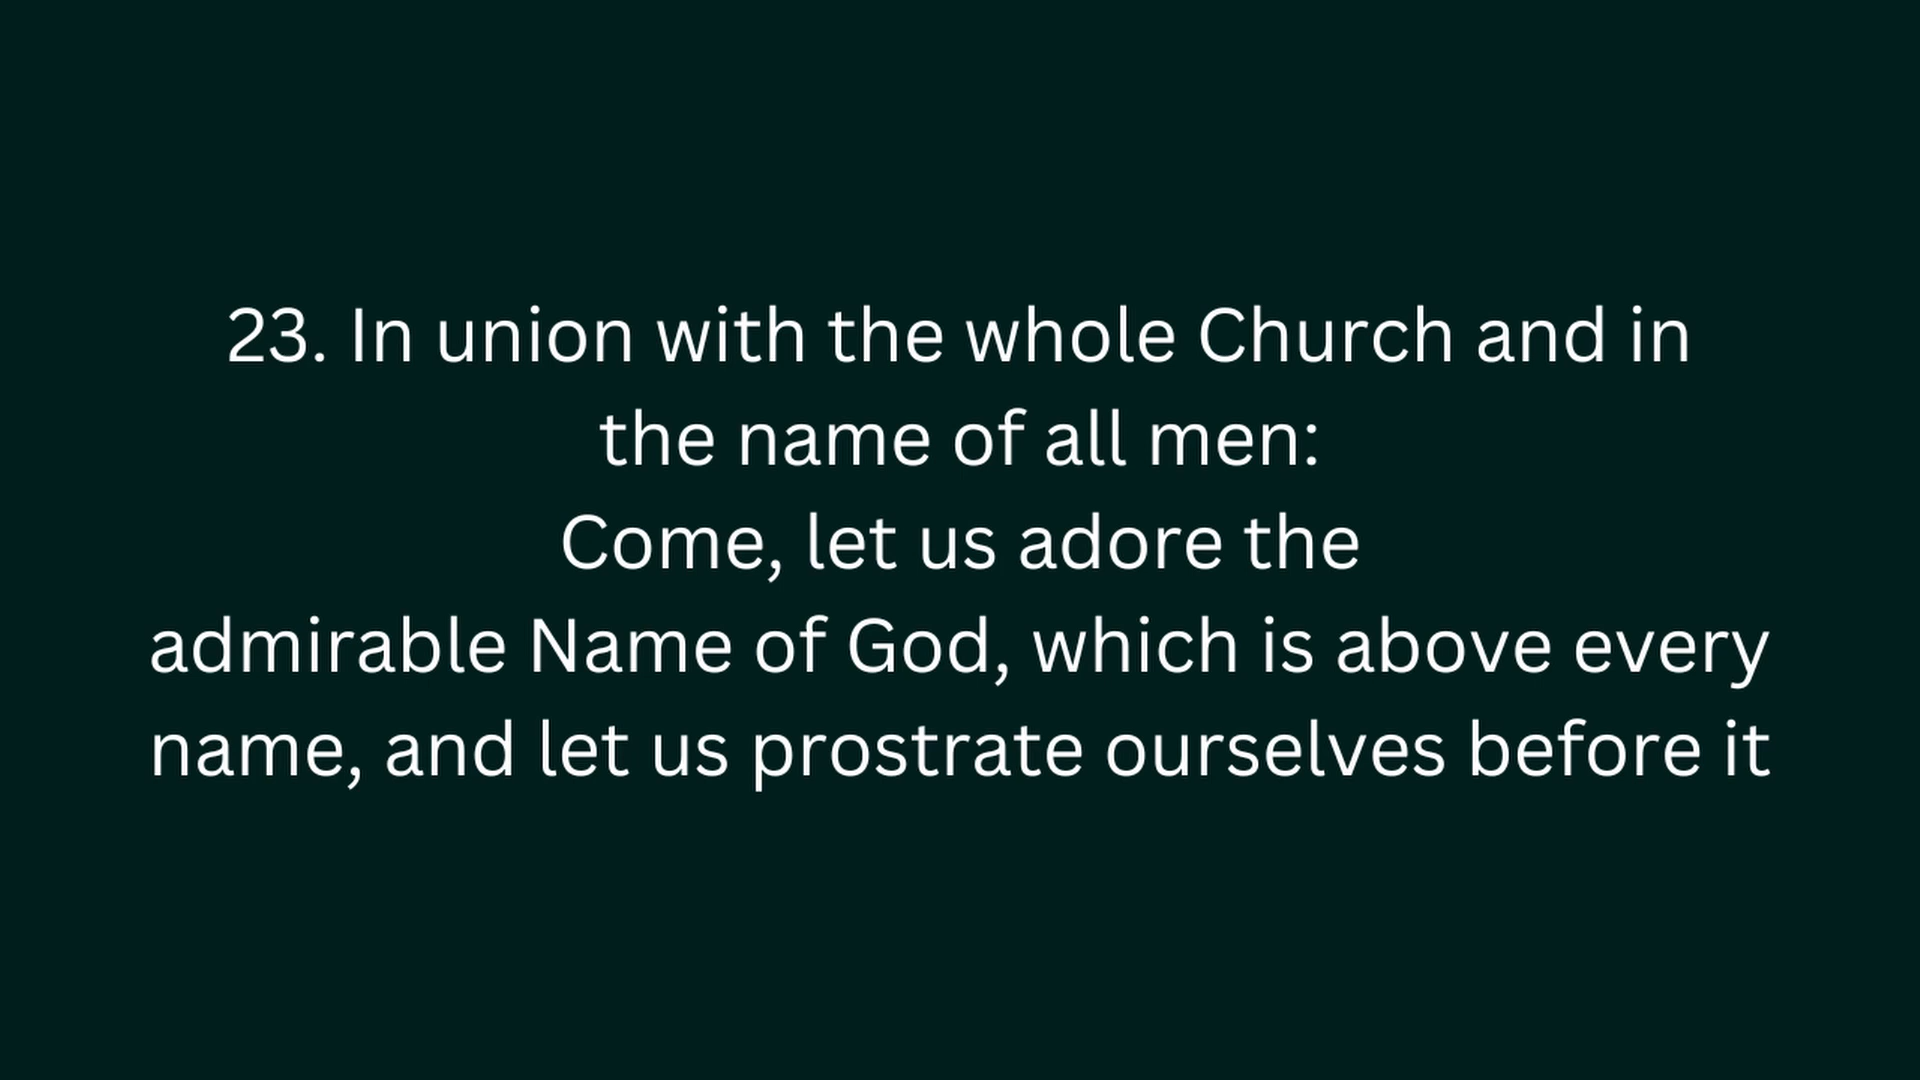 23. In union with the whole Church and in
the name of all men:
Come, let us adore the
admirable Name of God, which is above every
name, and let us prostrate ourselves before it